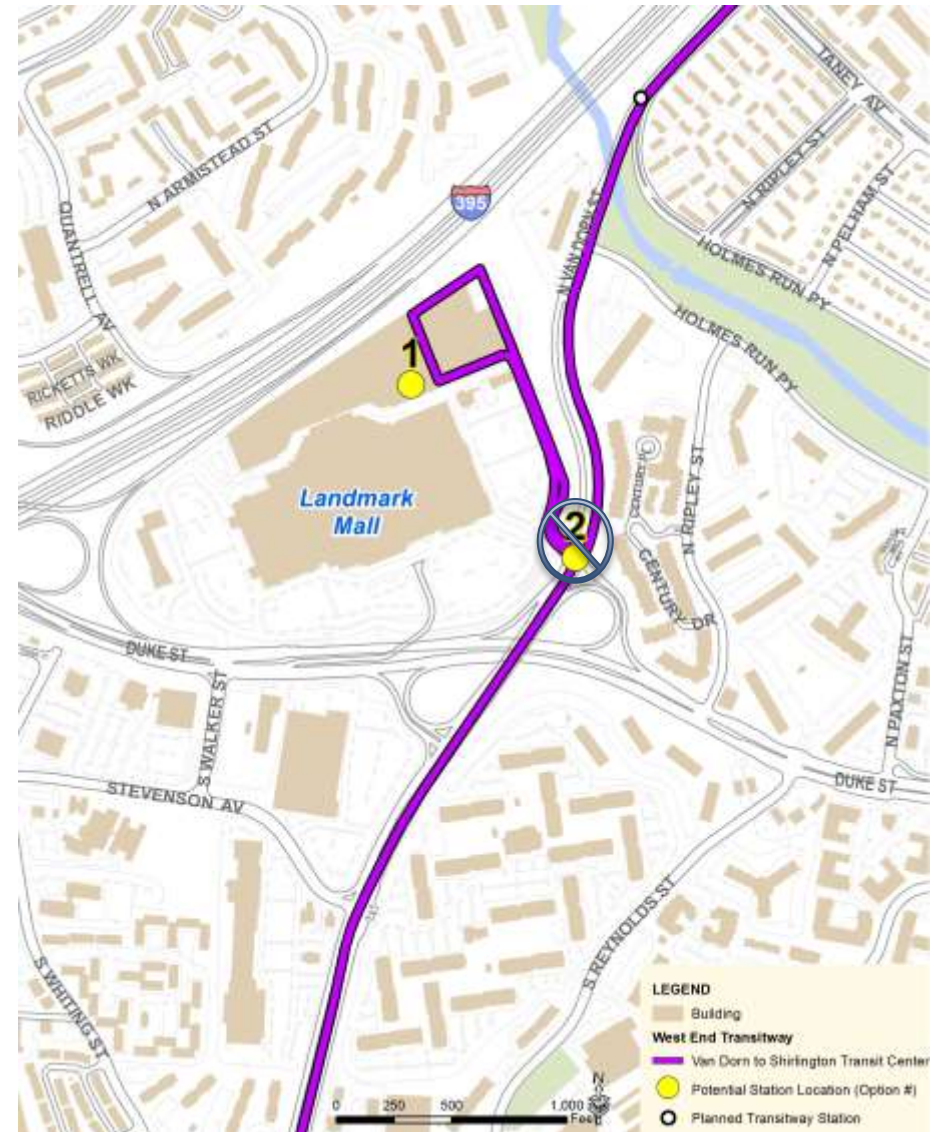 TANEY AV
N RIPLEY ST
N PELHAM ST
N ARMISTEAD ST
QUANTRELL AV
395
N VAN DORN ST
HOLMES RUN PY
HOLMES RUN PY
1
RICKETTS WK
RIDDLE WK
Landmark
Mall
2
N RIPLEY ST
CENTURY DR
DUKE ST
S WALKER ST
STEVENSON AV
N PAXTON ST
DUKE ST
S REYNOLDS ST
S WHITING ST
LEGEND
Building
West End Transitway
Van Dorn to Shirlington Transit Center
Potential Station Location (Option #)
Planned Transitway Station
0 250 500 1,000
Feet